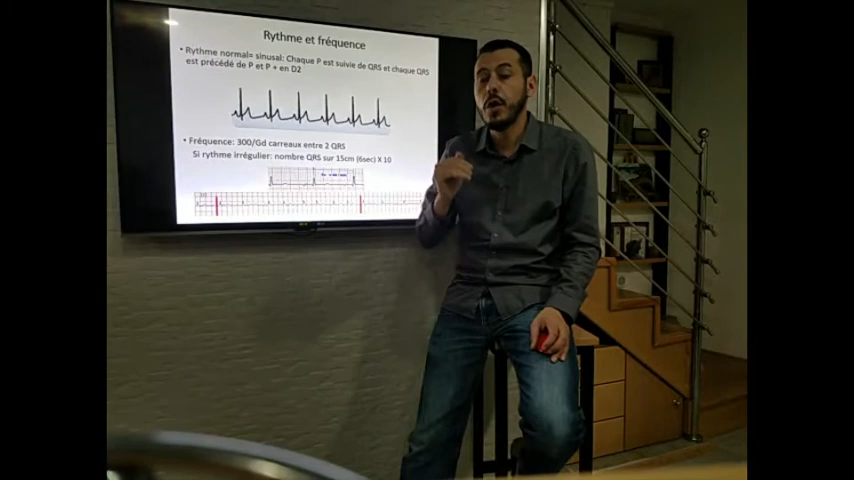 Rythme et fréquence
• Rythme normal= sinusal: Chaque P est suivie de QRS et chaque QRS
est précédé de P et P + en D2
• Fréquence: 300/Gd carreaux entre 2 QRS
Si rythme irrégulier: nombre QRS sur 15cm (6sec) X 10